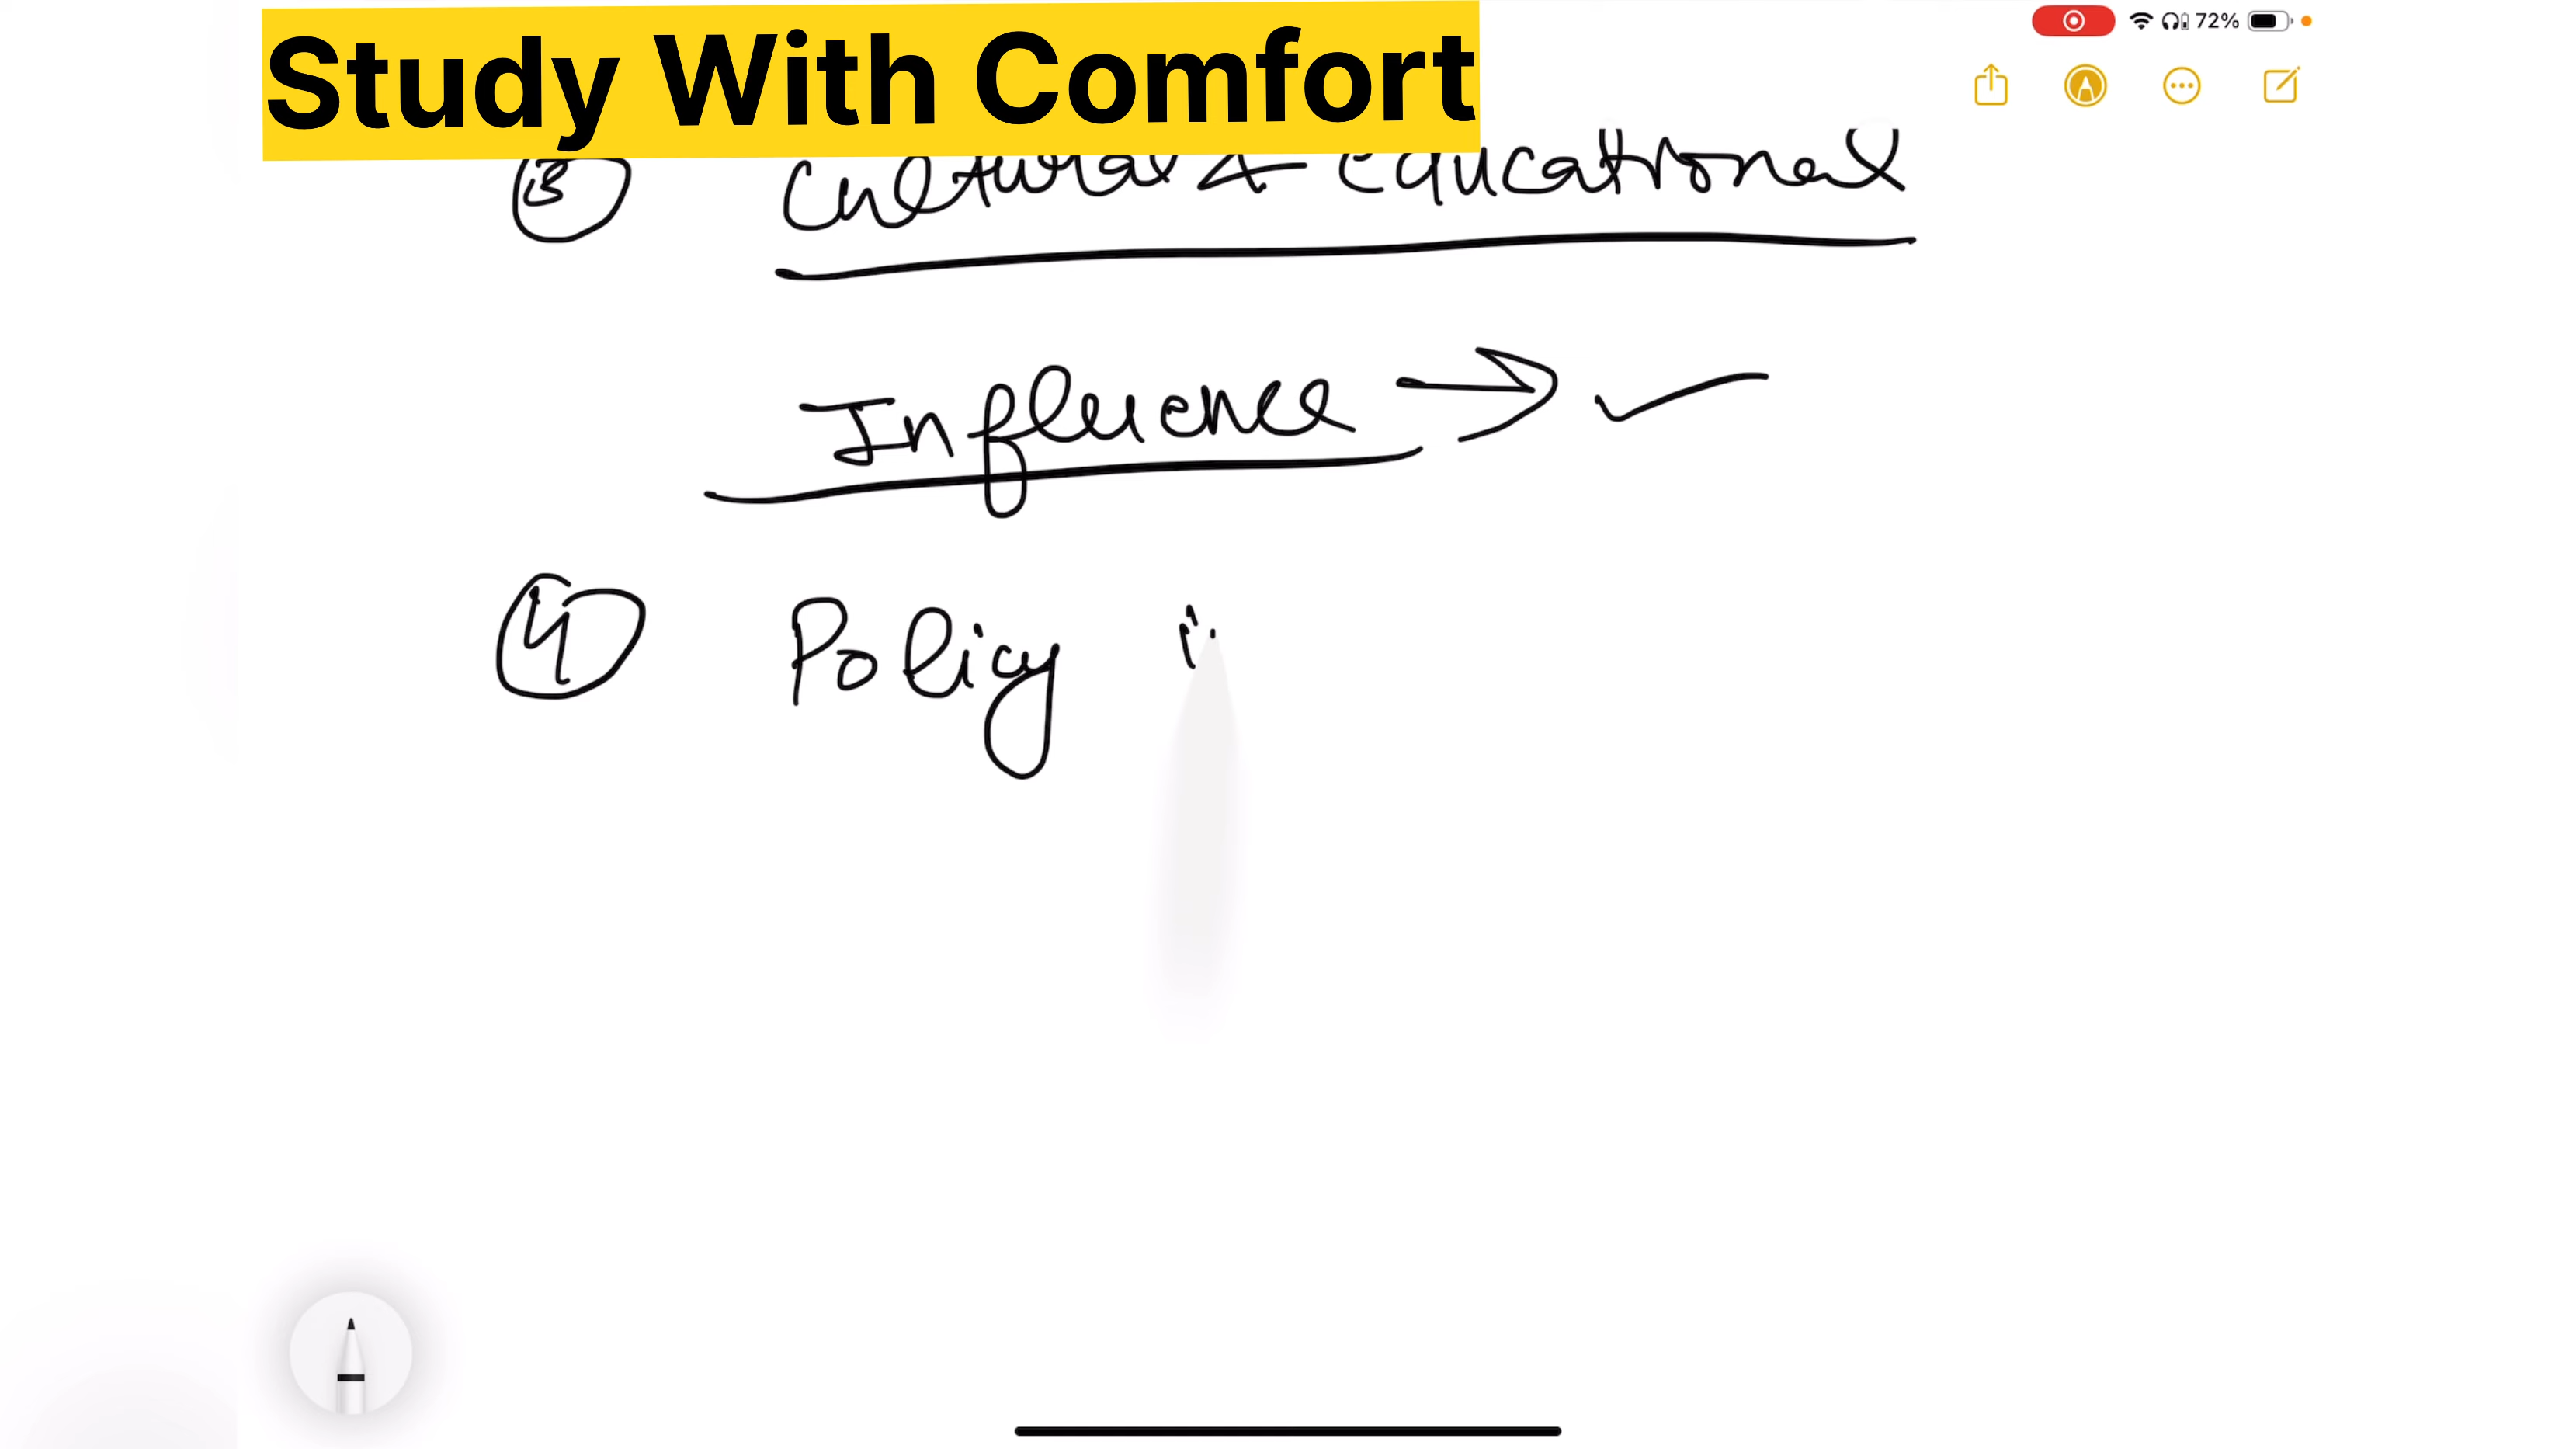 Study With Comfort
72%
③ Cultural & Educational
Influence → ✓
④ Policy i